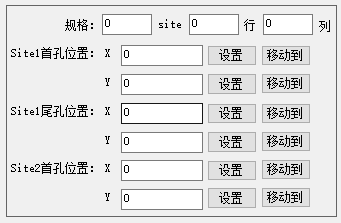 规格: 0 site 0 行 0 列
Site1首孔位置: X 0 设置 移动到
Y 0 设置 移动到
Site1尾孔位置: X 0 设置 移动到
Y 0 设置 移动到
Site2首孔位置: X 0 设置 移动到
Y 0 设置 移动到